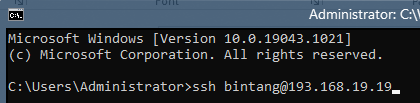 Administrator: C:\
Microsoft Windows [Version 10.0.19043.1021]
(c) Microsoft Corporation. All rights reserved.
C:\Users\Administrator>ssh bintang@193.168.19.19